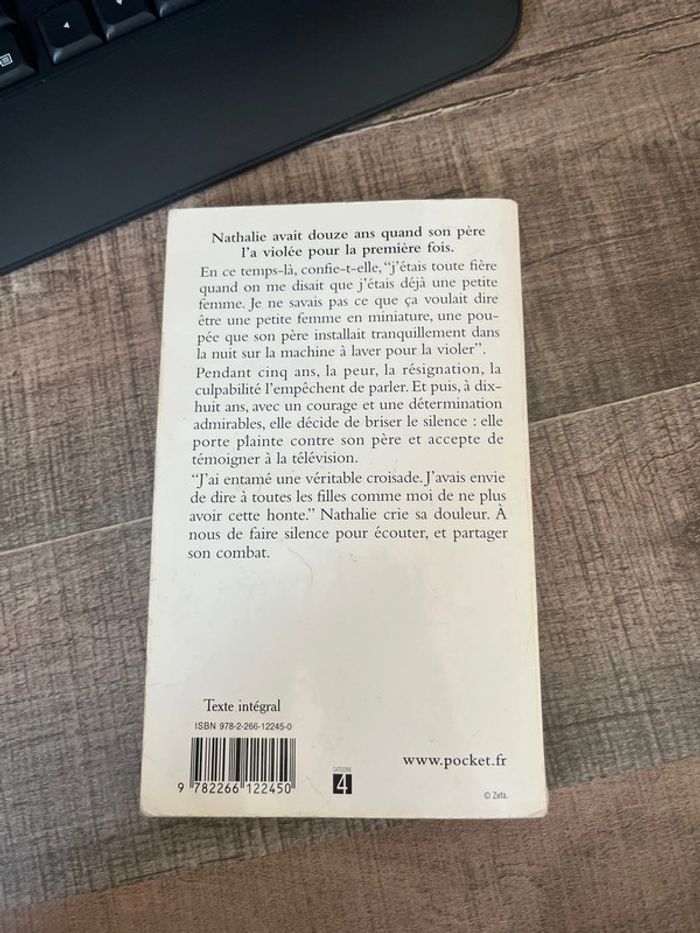 Nathalie avait douze ans quand son père
l'a violée pour la première fois.
En ce temps-là, confie-t-elle, “j'étais toute fière
quand on me disait que j'étais déjà une petite
femme. Je ne savais pas ce que ça voulait dire
être une petite femme en miniature, une pou-
pée que son père installait tranquillement dans
la nuit sur la machine à laver pour la violer”.
Pendant cinq ans, la peur, la résignation, la
culpabilité l'empêchent de parler. Et puis, à dix-
huit ans, avec un courage et une détermination
admirables, elle décide de briser le silence : elle
porte plainte contre son père et accepte de
témoigner à la télévision.
“J'ai entamé une véritable croisade. J'avais envie
de dire à toutes les filles comme moi de ne plus
avoir cette honte.” Nathalie crie sa douleur. À
nous de faire silence pour écouter, et partager
son combat.
Texte intégral
ISBN 978-2-266-12245-0
9 782266 122450
CATÉGORIE
4
www.pocket.fr
© Zefa.